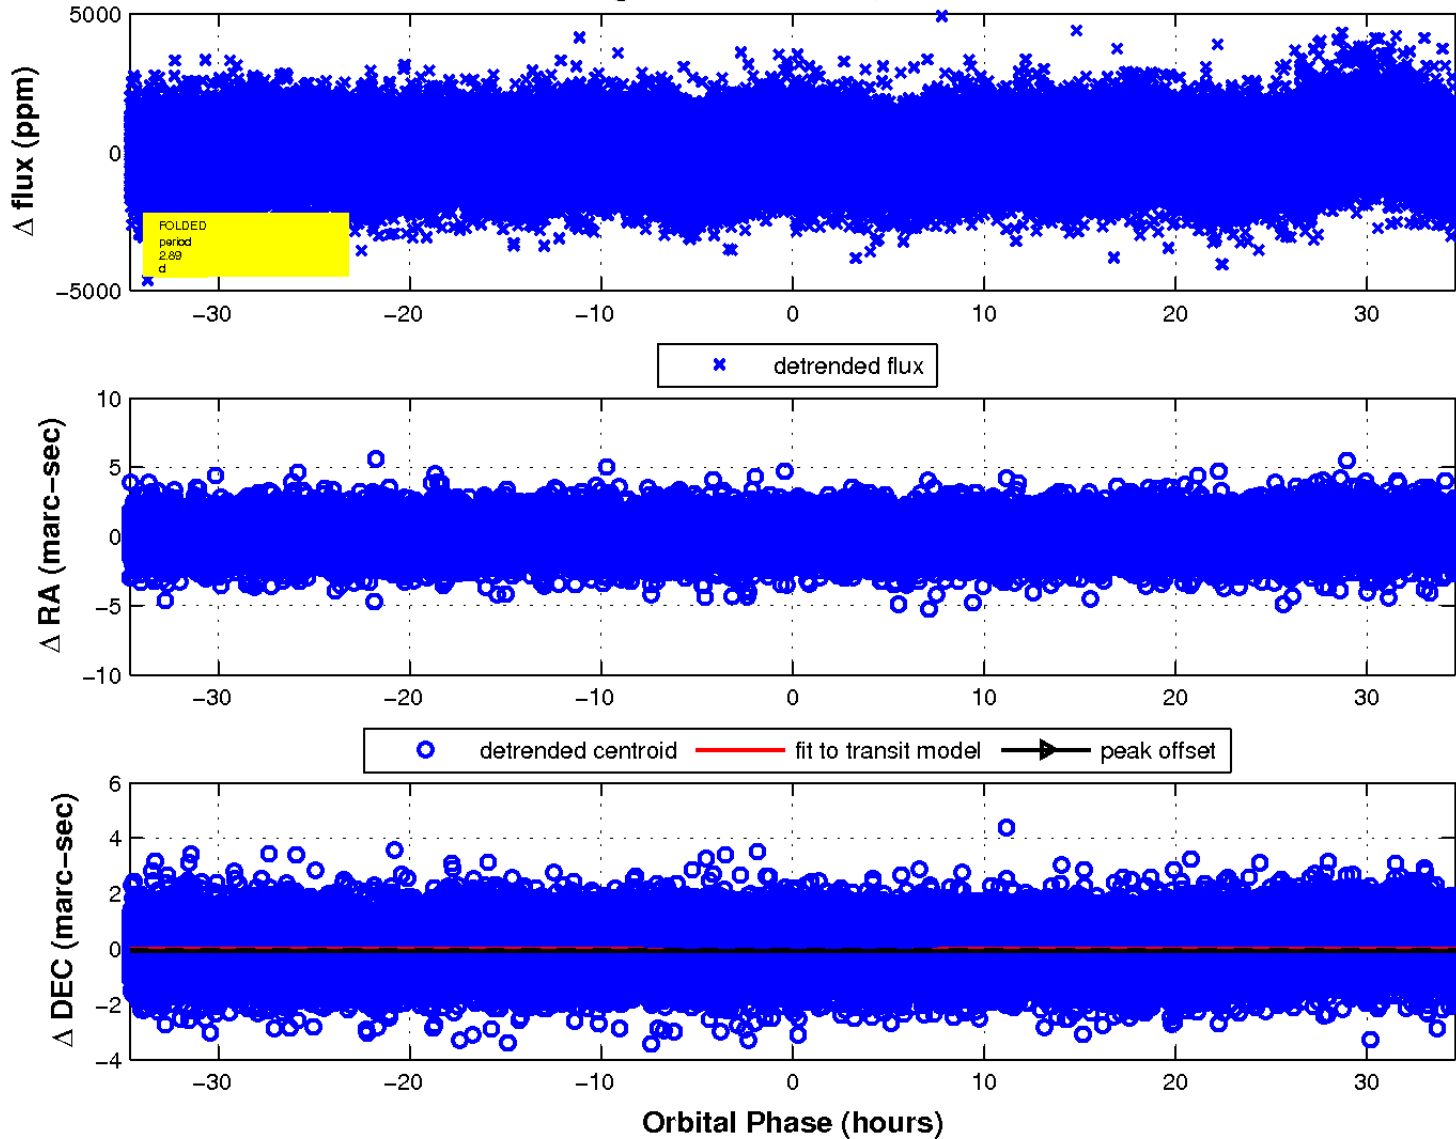 5000
0
−5000
Δ flux (ppm)
FOLDED
period
2.89
d
−30 −20 −10 0 10 20 30
detrended flux
10
5
0
−5
−10
Δ RA (marc−sec)
−30 −20 −10 0 10 20 30
detrended centroid fit to transit model peak offset
6
4
2
0
−2
−4
Δ DEC (marc−sec)
−30 −20 −10 0 10 20 30
Orbital Phase (hours)